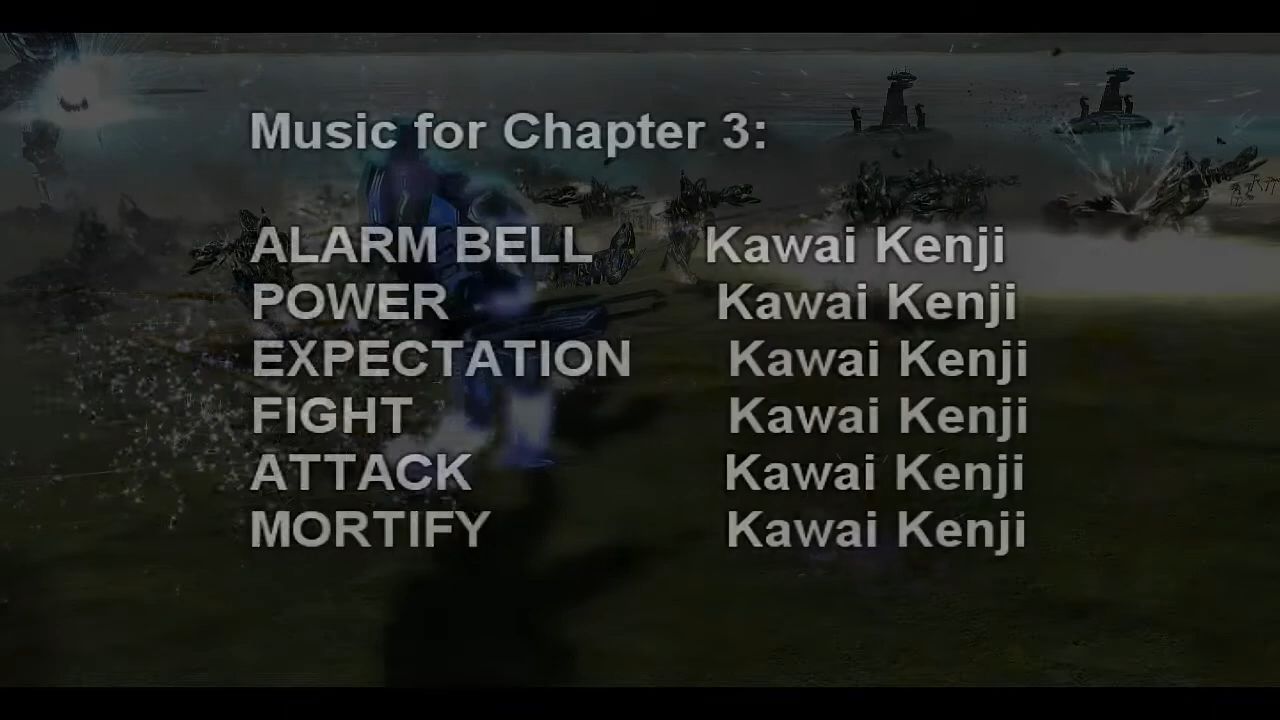 Music for Chapter 3:
ALARM BELL Kawai Kenji
POWER Kawai Kenji
EXPECTATION Kawai Kenji
FIGHT Kawai Kenji
ATTACK Kawai Kenji
MORTIFY Kawai Kenji